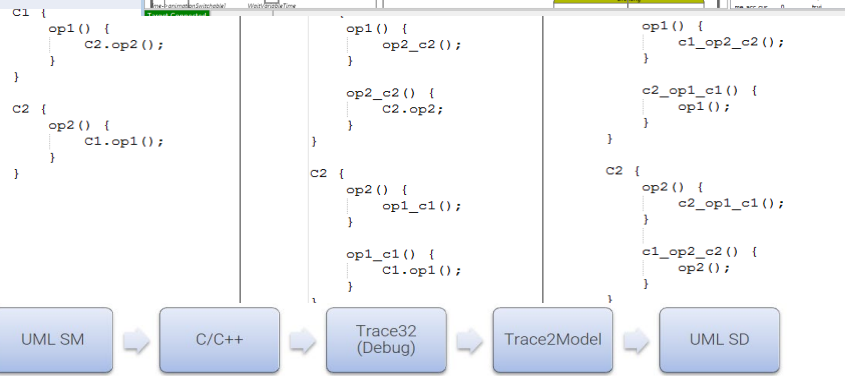 WaitVariableTime
C1 {
op1() {
C2.op2();
}
}
C2 {
op2() {
C1.op1();
}
}
{
op1() {
op2_c2();
}
op2_c2() {
C2.op2;
}
}
C2 {
op2() {
op1_c1();
}
op1_c1() {
C1.op1();
}
}
op1() {
c1_op2_c2();
}
c2_op1_c1() {
op1();
}
}
C2 {
op2() {
c2_op1_c1();
}
c1_op2_c2() {
op2();
}
}
UML SM
C/C++
Trace32
(Debug)
Trace2Model
UML SD